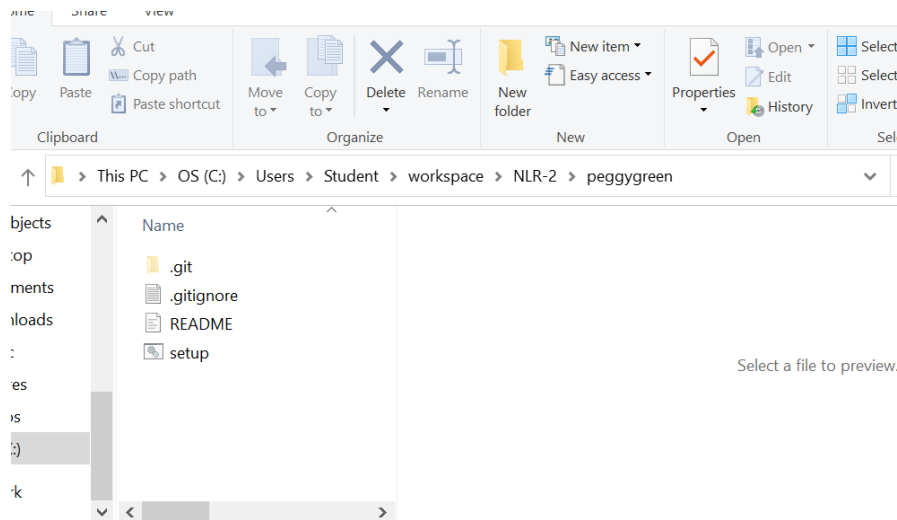 Share View
Cut
Copy path
Paste shortcut
Paste
Move to
Copy to
Delete
Rename
New folder
New item
Easy access
Properties
Open
Edit
History
Select
Select
Invert
Clipboard
Organize
New
Open
This PC > OS (C:) > Users > Student > workspace > NLR-2 > peggygreen
Name
.git
.gitignore
README
setup
Select a file to preview.
bjects
top
ments
nloads
es
os
:)
rk